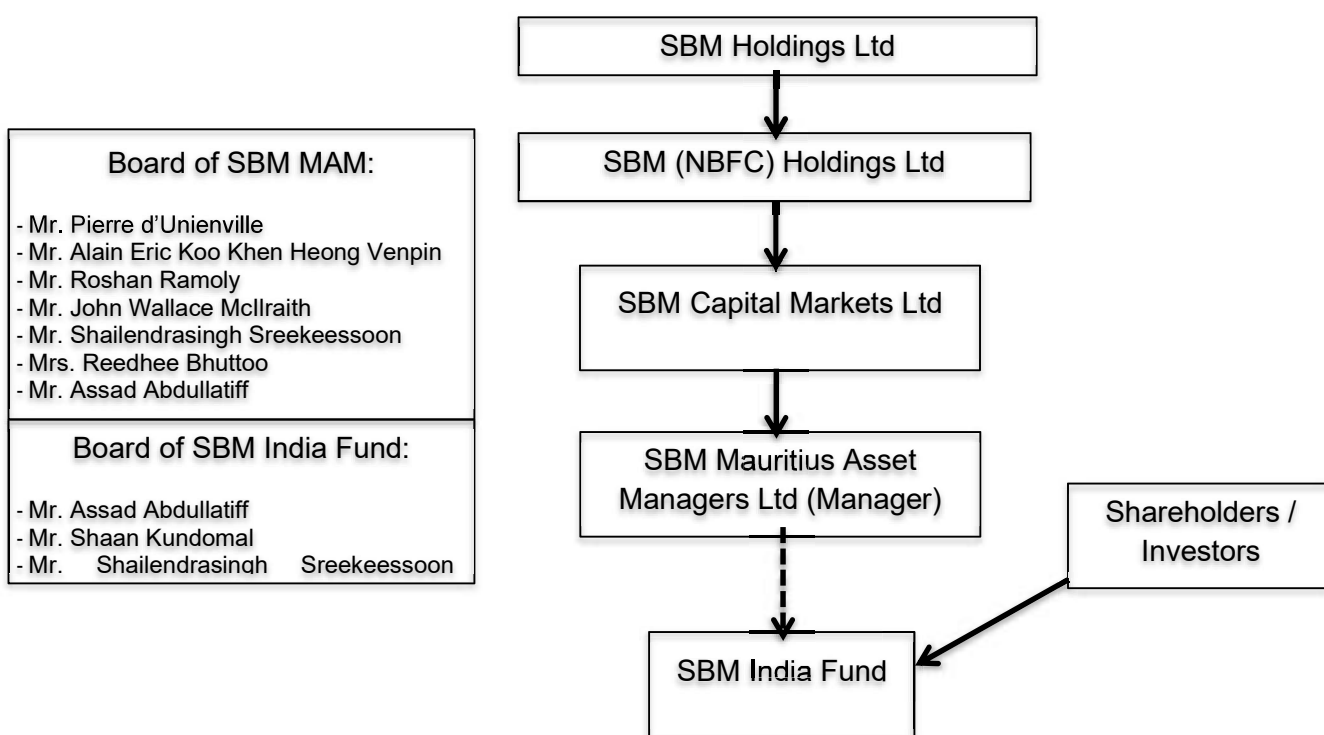 SBM Holdings Ltd
SBM (NBFC) Holdings Ltd
SBM Capital Markets Ltd
SBM Mauritius Asset
Managers Ltd (Manager)
Shareholders /
Investors
SBM India Fund
Board of SBM MAM:
- Mr. Pierre d’Unienville
- Mr. Alain Eric Koo Khen Heong Venpin
- Mr. Roshan Ramoly
- Mr. John Wallace McIlraith
- Mr. Shailendrasingh Sreekeessoon
- Mrs. Reedhee Bhuttoo
- Mr. Assad Abdullatiff
Board of SBM India Fund:
- Mr. Assad Abdullatiff
- Mr. Shaan Kundomal
- Mr. Shailendrasingh Sreekeessoon